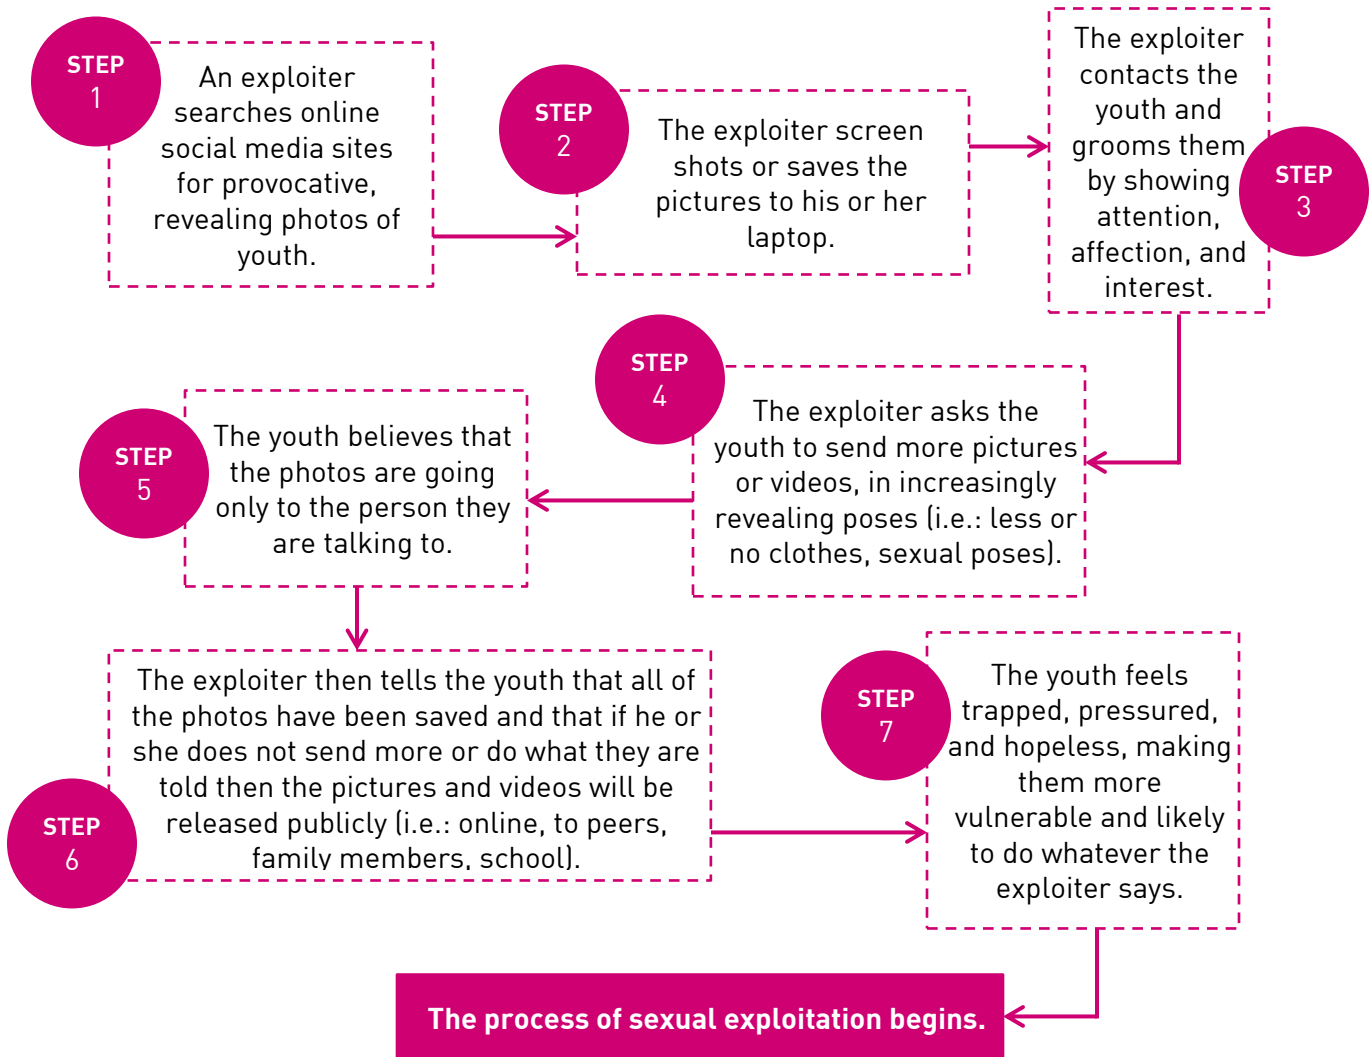 STEP
1
An exploiter
searches online
social media sites
for provocative,
revealing photos of
youth.
STEP
2
The exploiter screen
shots or saves the
pictures to his or her
laptop.
STEP
3
The exploiter
contacts the
youth and
grooms them
by showing
attention,
affection, and
interest.
STEP
4
The exploiter asks the
youth to send more pictures
or videos, in increasingly
revealing poses (i.e.: less or
no clothes, sexual poses).
STEP
5
The youth believes that
the photos are going
only to the person they
are talking to.
STEP
6
The exploiter then tells the youth that all of
the photos have been saved and that if he or
she does not send more or do what they are
told then the pictures and videos will be
released publicly (i.e.: online, to peers,
family members, school).
STEP
7
The youth feels
trapped, pressured,
and hopeless, making
them more
vulnerable and likely
to do whatever the
exploiter says.
The process of sexual exploitation begins.